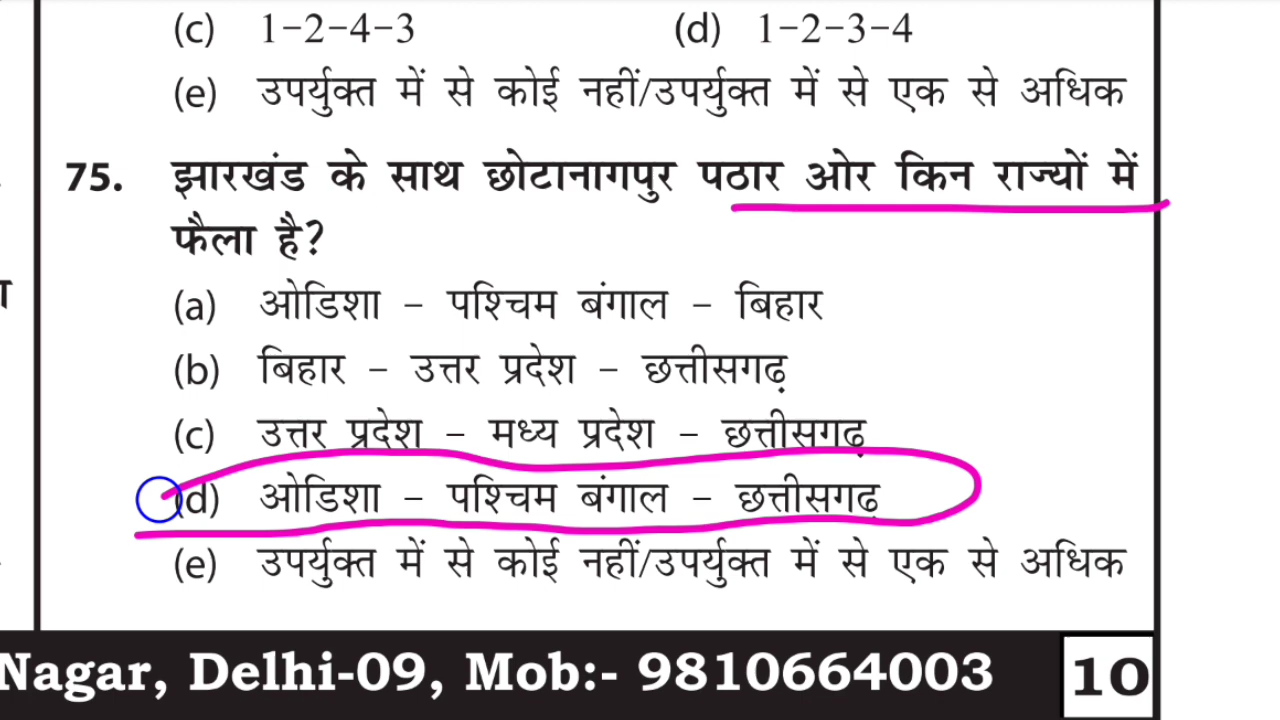 (c) 1-2-4-3 (d) 1-2-3-4
(e) उपर्युक्त में से कोई नहीं/उपर्युक्त में से एक से अधिक
75. झारखंड के साथ छोटानागपुर पठार ओर किन राज्यों में
फैला है?
(a) ओडिशा - पश्चिम बंगाल - बिहार
(b) बिहार - उत्तर प्रदेश - छत्तीसगढ़
(c) उत्तर प्रदेश - मध्य प्रदेश - छत्तीसगढ़
(d) ओडिशा - पश्चिम बंगाल - छत्तीसगढ़
(e) उपर्युक्त में से कोई नहीं/उपर्युक्त में से एक से अधिक
Nagar, Delhi-09, Mob:- 9810664003 10